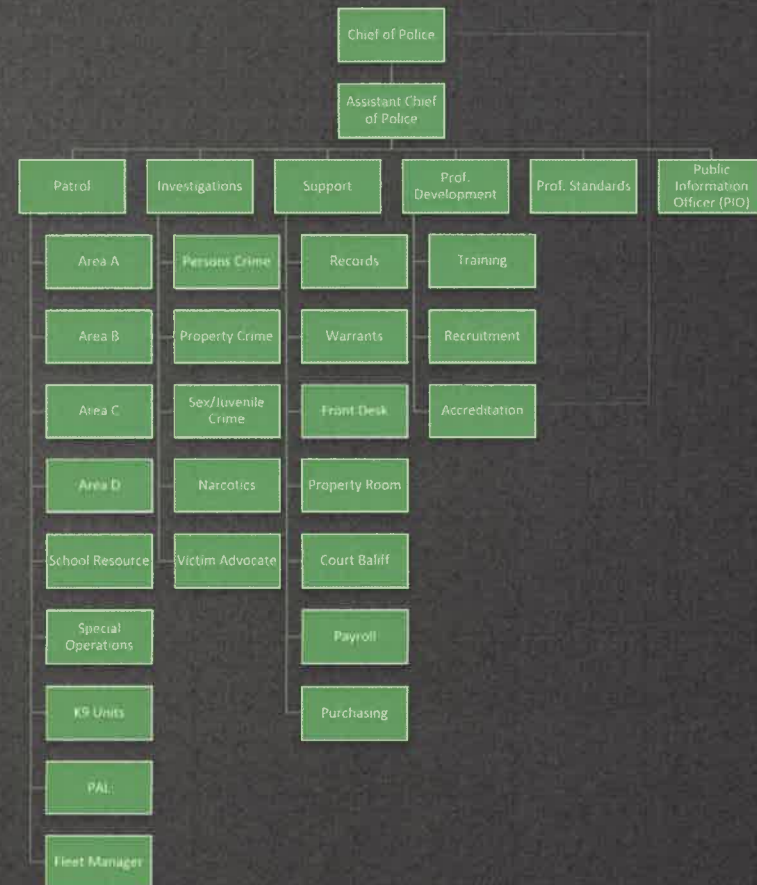 Chief of Police
Assistant Chief
of Police
Patrol
Investigations
Support
Prof.
Development
Prof. Standards
Public
Information
Officer (PIO)
Area A
Area B
Area C
Area D
School Resource
Special
Operations
K9 Units
PAL
Fleet Manager
Persons Crime
Property Crime
Sex/Juvenile
Crime
Narcotics
Victim Advocate
Records
Warrants
Front Desk
Property Room
Court Baliff
Payroll
Purchasing
Training
Recruitment
Accreditation